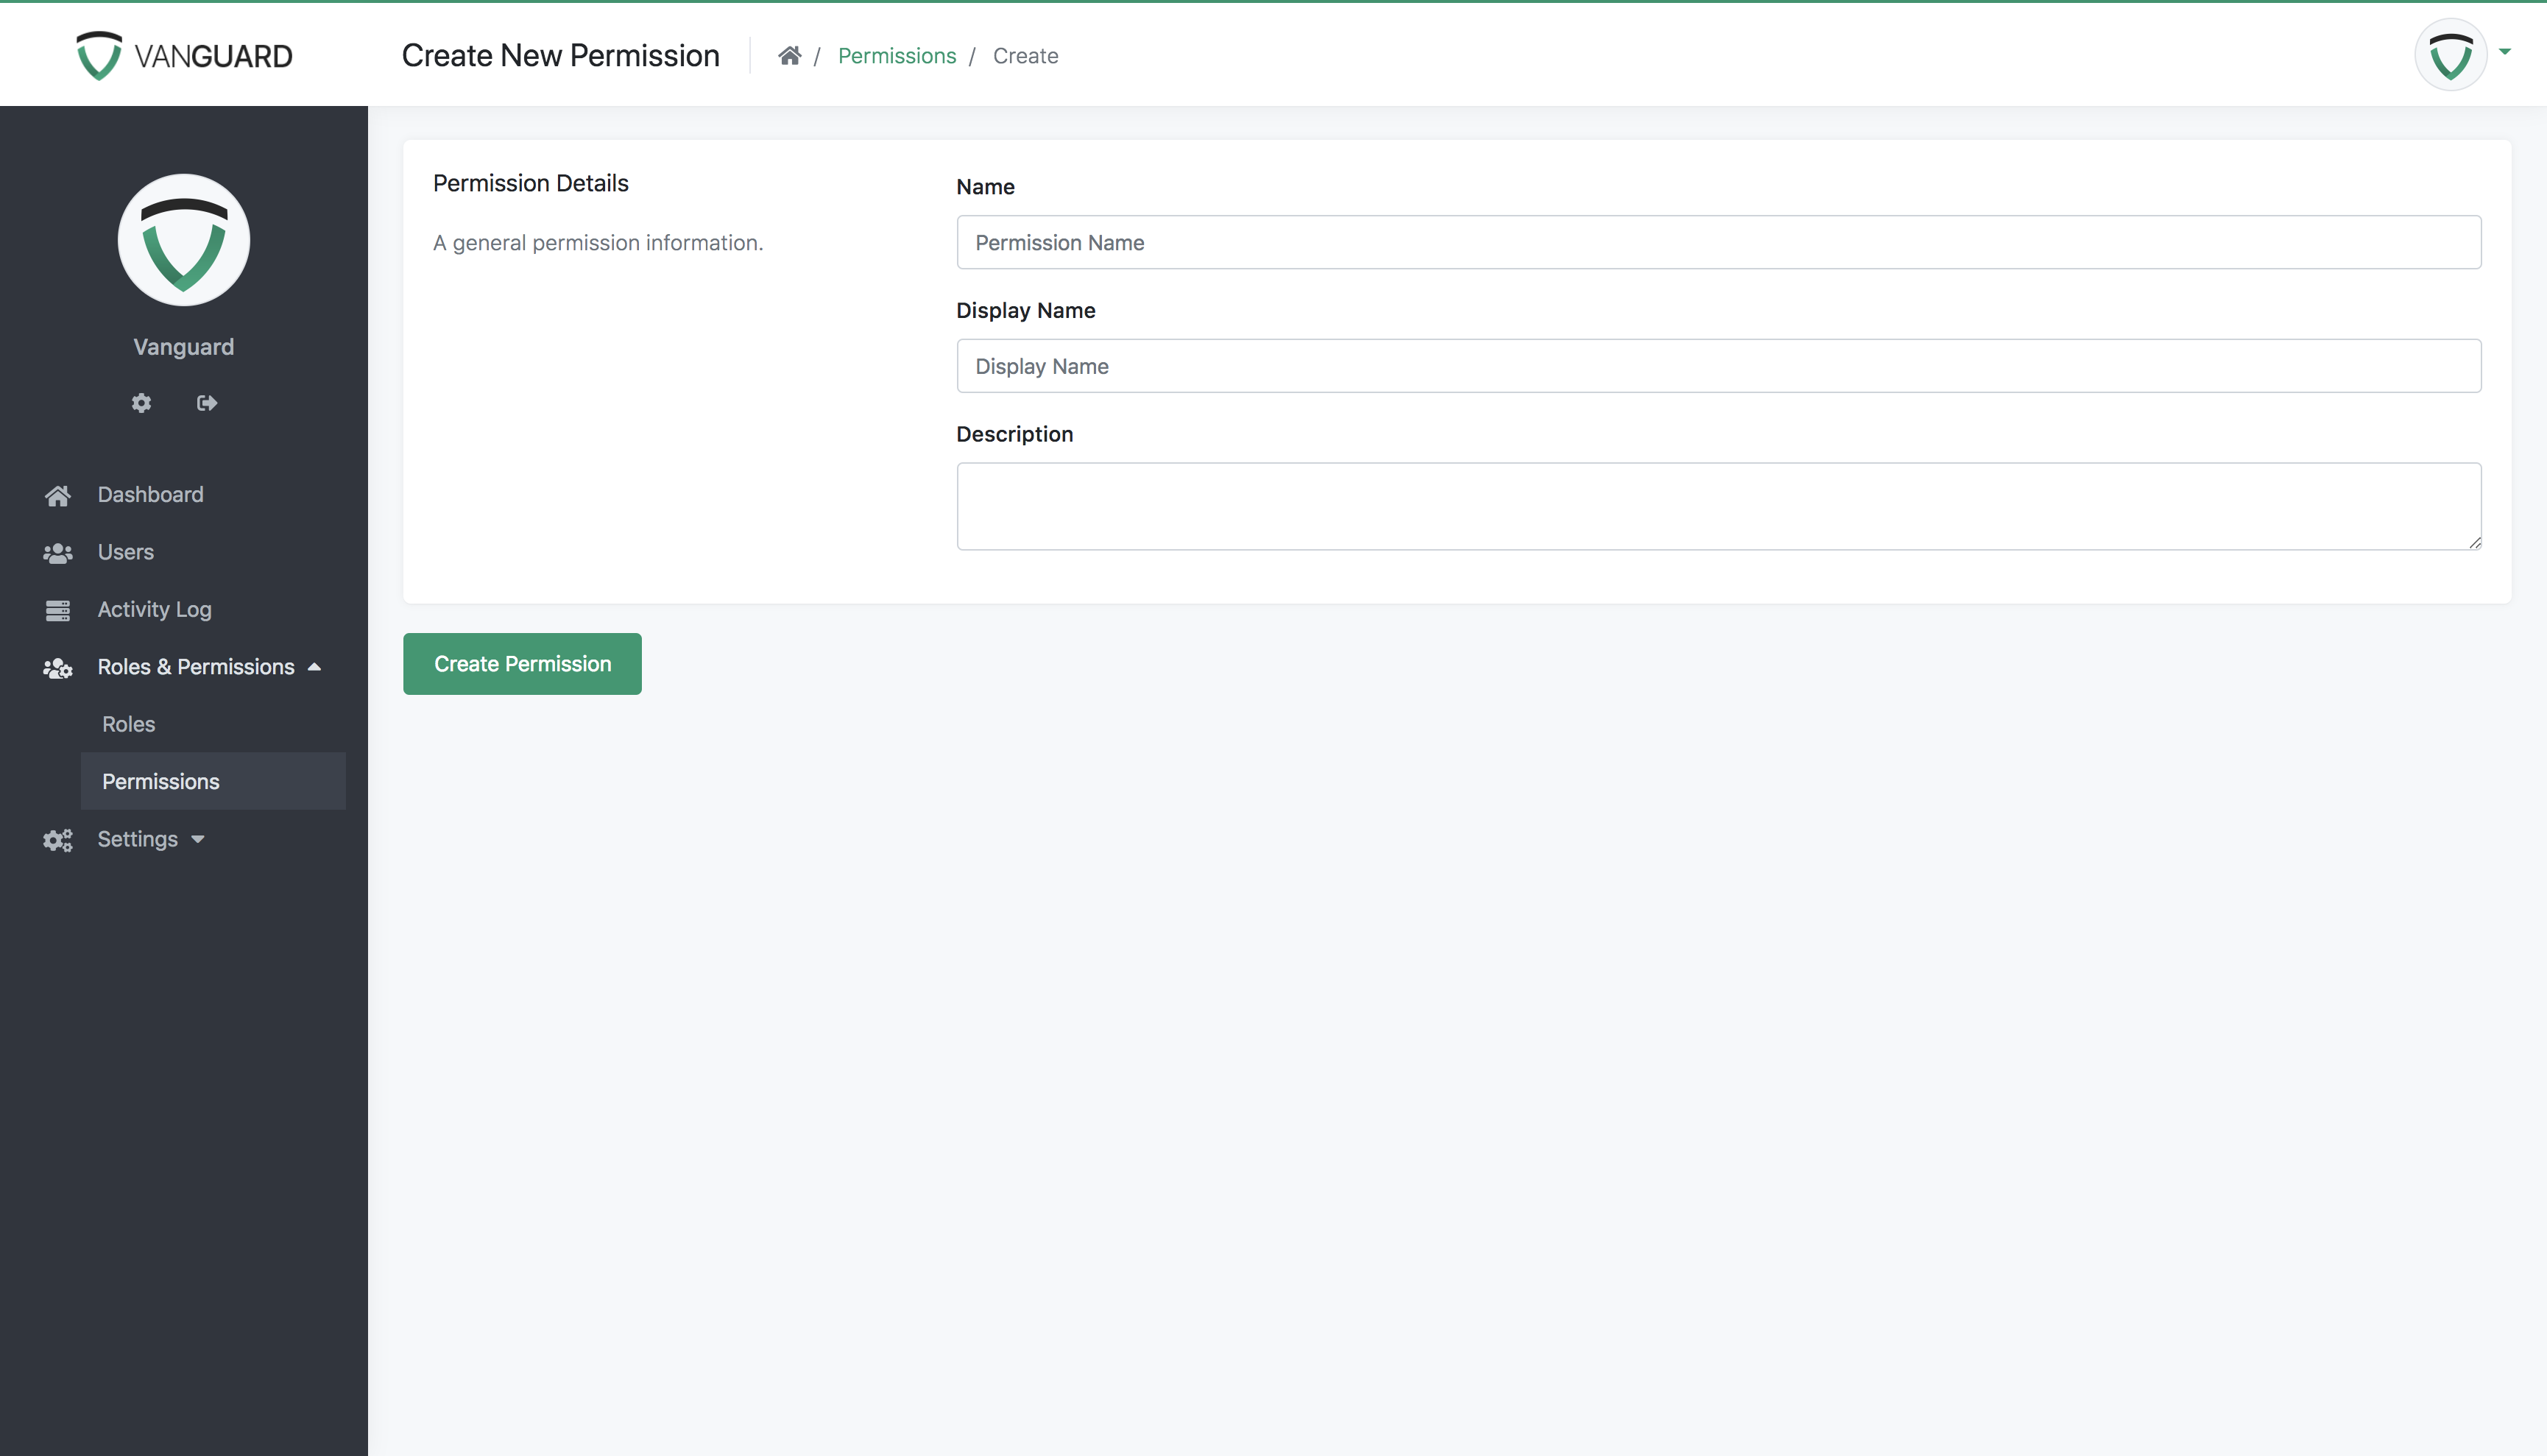 VANGUARD
Create New Permission
/ Permissions / Create
Vanguard
Dashboard
Users
Activity Log
Roles & Permissions
Roles
Permissions
Settings
Permission Details
A general permission information.
Name
Permission Name
Display Name
Display Name
Description
Create Permission